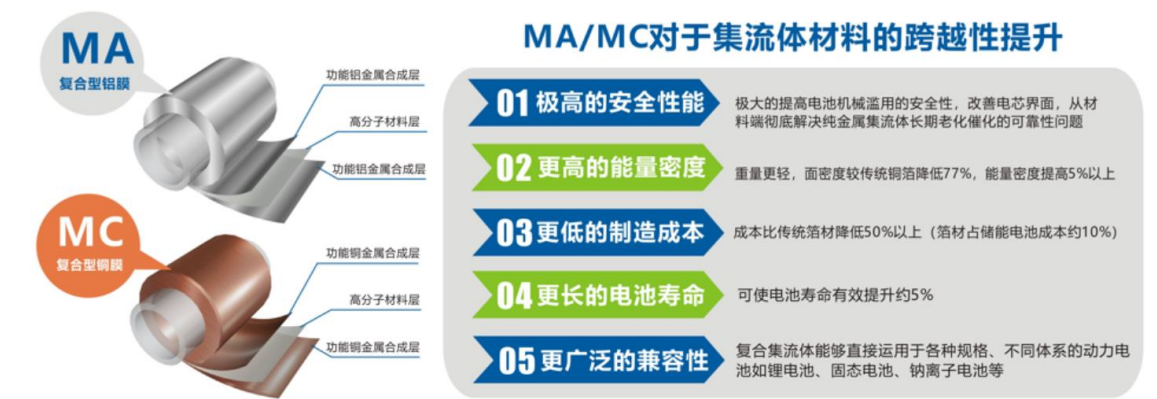 MA
复合型铝膜
功能铝金属合成层
高分子材料层
功能铝金属合成层
MC
复合型铜膜
功能铜金属合成层
高分子材料层
功能铜金属合成层
MA/MC对于集流体材料的跨越性提升
01 极高的安全性能
极大的提高电池机械滥用的安全性，改善电芯界面，从材
料端彻底解决纯金属集流体长期老化催化的可靠性问题
02 更高的能量密度
重量更轻，面密度较传统铜箔降低77%，能量密度提高5%以上
03 更低的制造成本
成本比传统箔材降低50%以上（箔材占储能电池成本约10%）
04 更长的电池寿命
可使电池寿命有效提升约5%
05 更广泛的兼容性
复合集流体能够直接运用于各种规格、不同体系的动力电
池如锂电池、固态电池、钠离子电池等